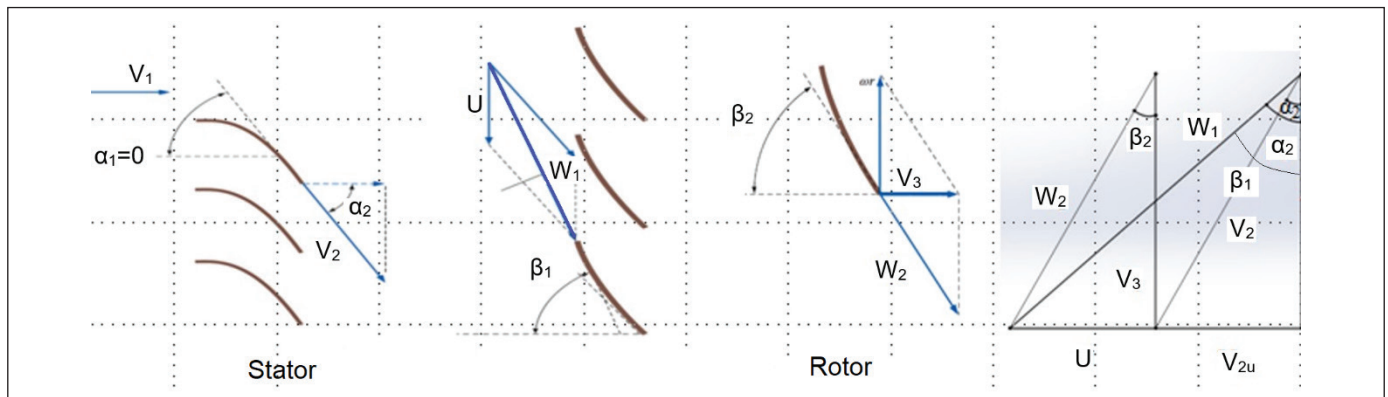 V₁
α₁=0
α₂
V₂
Stator
U
W₁
β₁
β₂
ωr
V₃
W₂
Rotor
β₂
W₁
α₂
W₂
β₁
V₂
V₃
U
V₂ᵤ